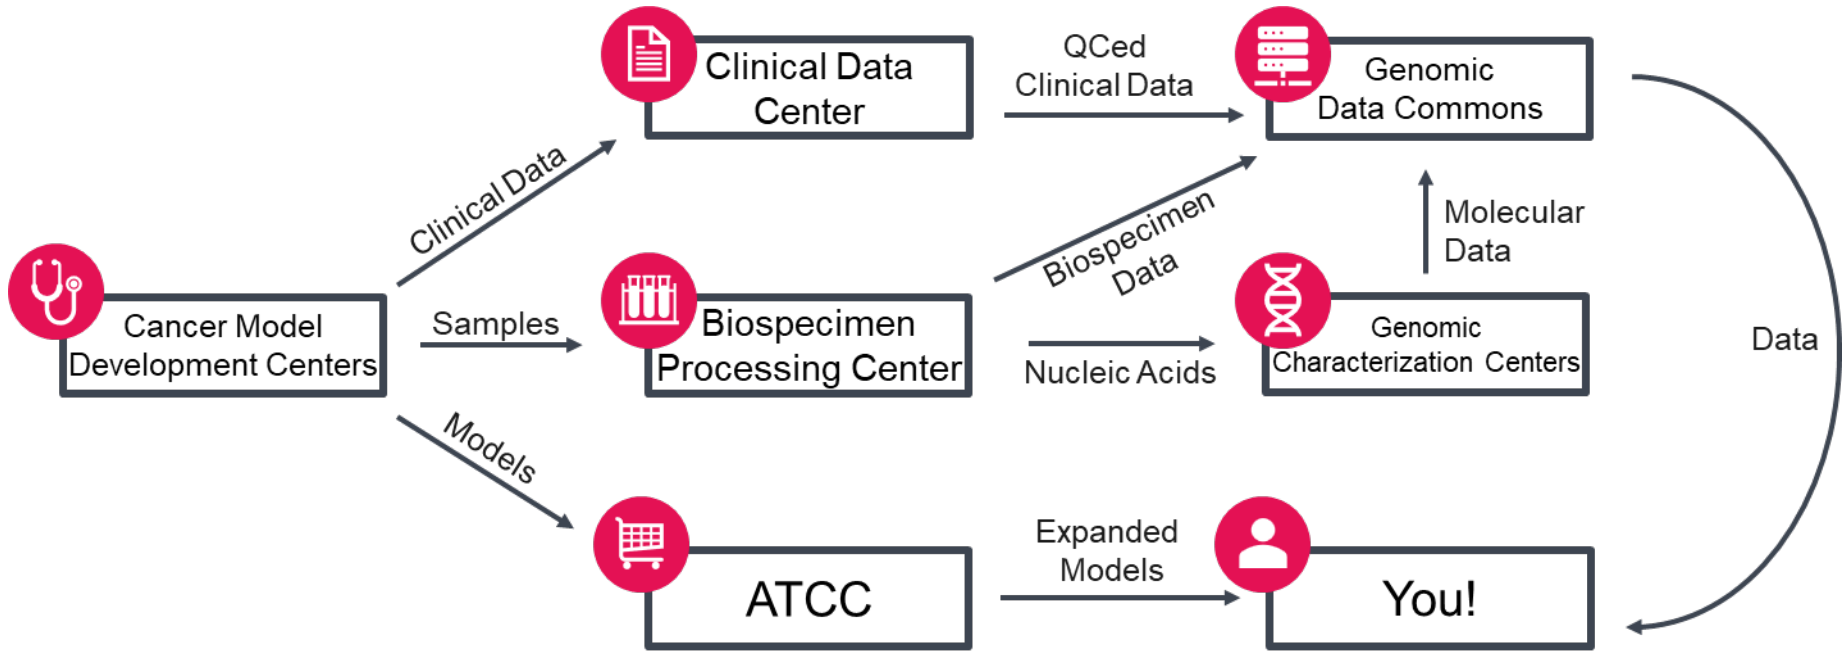 Clinical Data
Center
QCed
Clinical Data
Genomic
Data Commons
Clinical Data
Biospecimen
Data
Molecular
Data
Cancer Model
Development Centers
Samples
Biospecimen
Processing Center
Nucleic Acids
Genomic
Characterization Centers
Data
Models
ATCC
Expanded
Models
You!